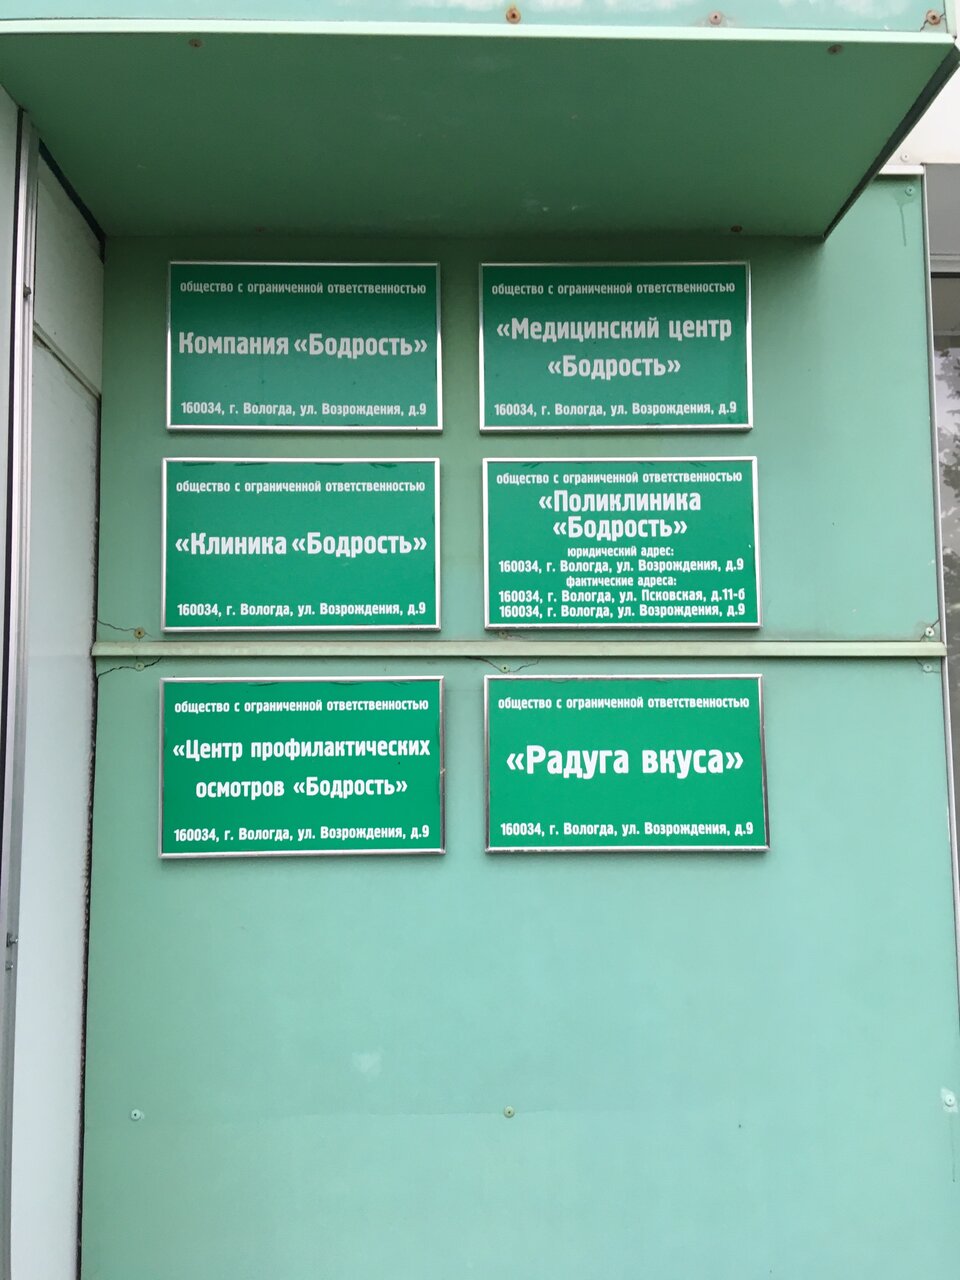 общество с ограниченной ответственностью
Компания «Бодрость»
160034, г. Вологда, ул. Возрождения, д.9
общество с ограниченной ответственностью
«Медицинский центр
«Бодрость»
160034, г. Вологда, ул. Возрождения, д.9
общество с ограниченной ответственностью
«Клиника «Бодрость»
160034, г. Вологда, ул. Возрождения, д.9
общество с ограниченной ответственностью
«Поликлиника
«Бодрость»
юридический адрес:
160034, г. Вологда, ул. Возрождения, д.9
фактические адреса:
160034, г. Вологда, ул. Псковская, д.11-б
160034, г. Вологда, ул. Возрождения, д.9
общество с ограниченной ответственностью
«Центр профилактических
осмотров «Бодрость»
160034, г. Вологда, ул. Возрождения, д.9
общество с ограниченной ответственностью
«Радуга вкуса»
160034, г. Вологда, ул. Возрождения, д.9